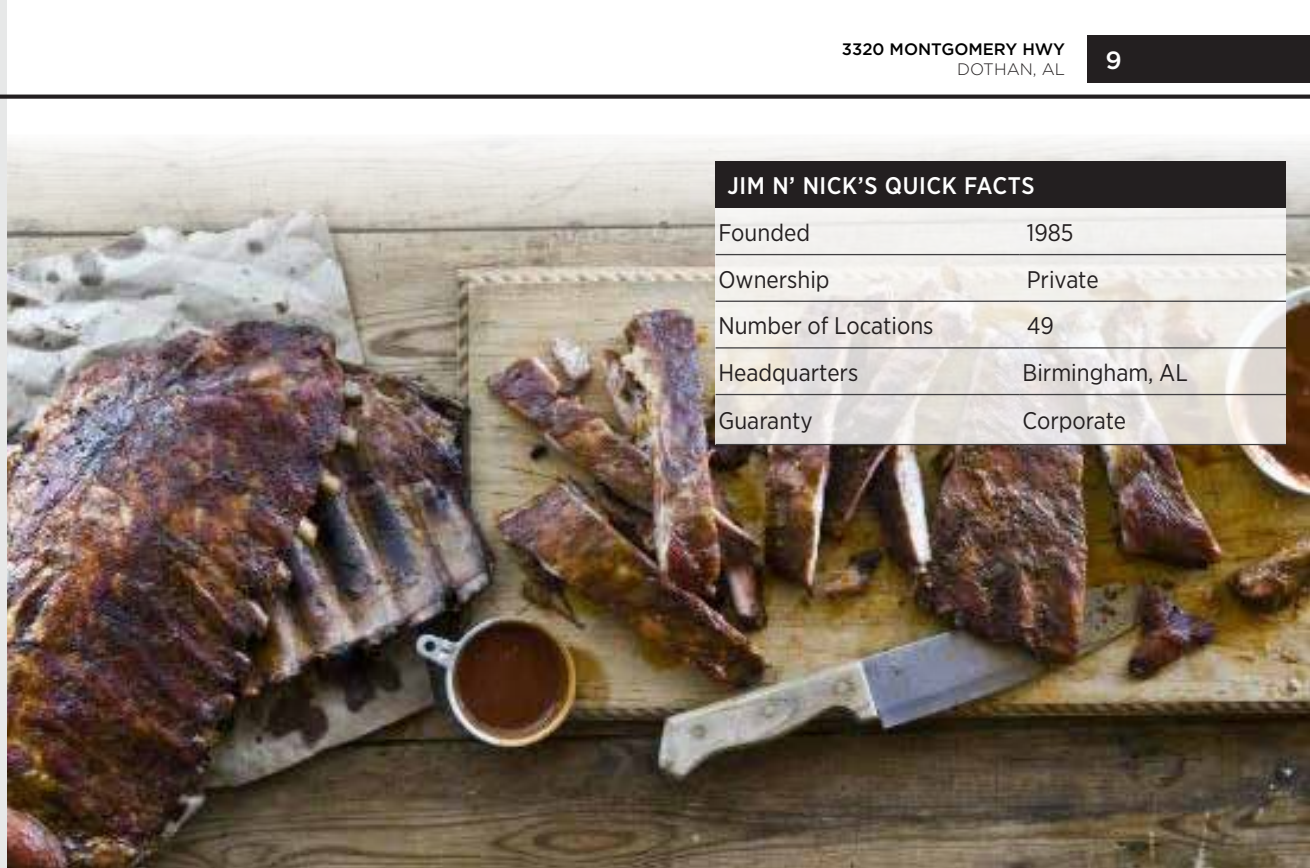 3320 MONTGOMERY HWY
DOTHAN, AL
9
JIM N’ NICK’S QUICK FACTS
Founded 1985
Ownership Private
Number of Locations 49
Headquarters Birmingham, AL
Guaranty Corporate